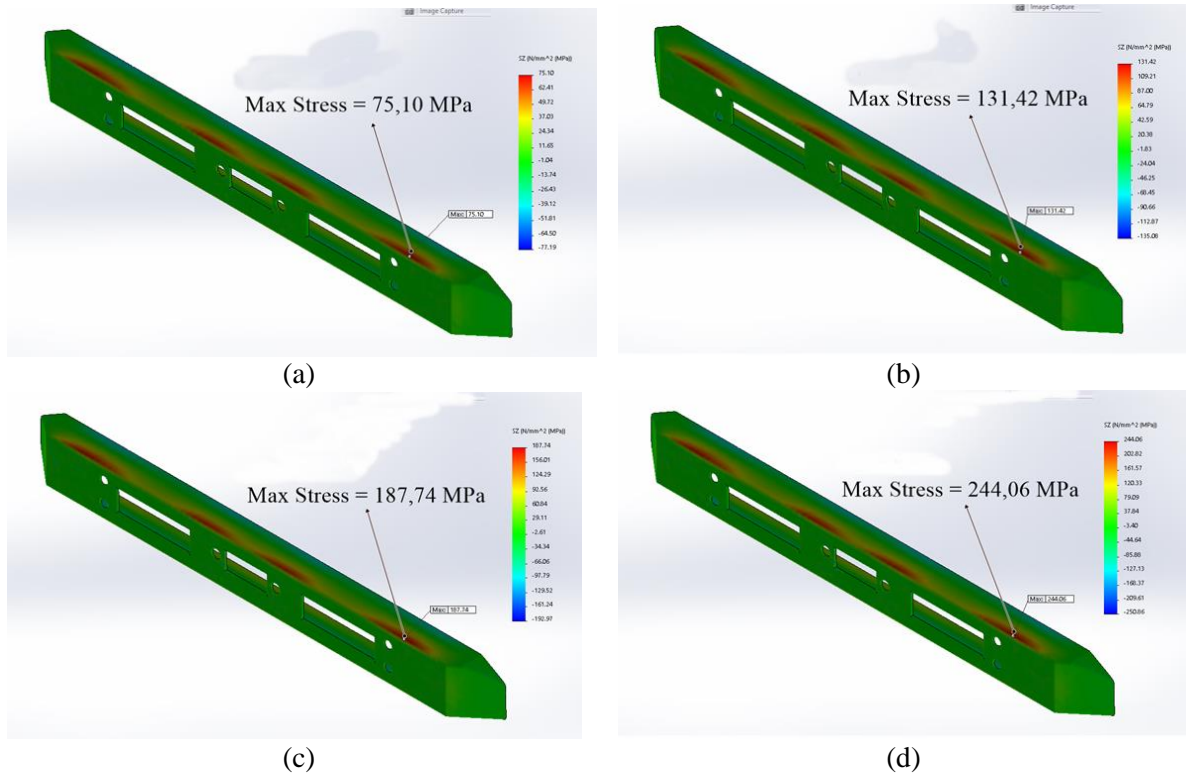 Image Capture
SZ (N/mm^2 (MPa))
75.10
62.41
49.72
37.03
24.34
11.65
-1.04
-13.74
-26.43
-39.12
-51.81
-64.50
-77.19
Max Stress = 75,10 MPa
Max: 75.10
(a)
Image Capture
SZ (N/mm^2 (MPa))
131.42
109.21
87.00
64.79
42.59
20.38
-1.83
-24.04
-46.25
-68.45
-90.66
-112.87
-135.08
Max Stress = 131,42 MPa
Max: 131.42
(b)
SZ (N/mm^2 (MPa))
187.74
156.01
124.29
92.56
60.84
29.11
-2.61
-34.34
-66.06
-97.79
-129.52
-161.24
-192.97
Max Stress = 187,74 MPa
Max: 187.74
(c)
SZ (N/mm^2 (MPa))
244.06
202.82
161.57
120.33
79.09
37.84
-3.40
-44.64
-85.88
-127.13
-168.37
-209.61
-250.86
Max Stress = 244,06 MPa
Max: 244.06
(d)